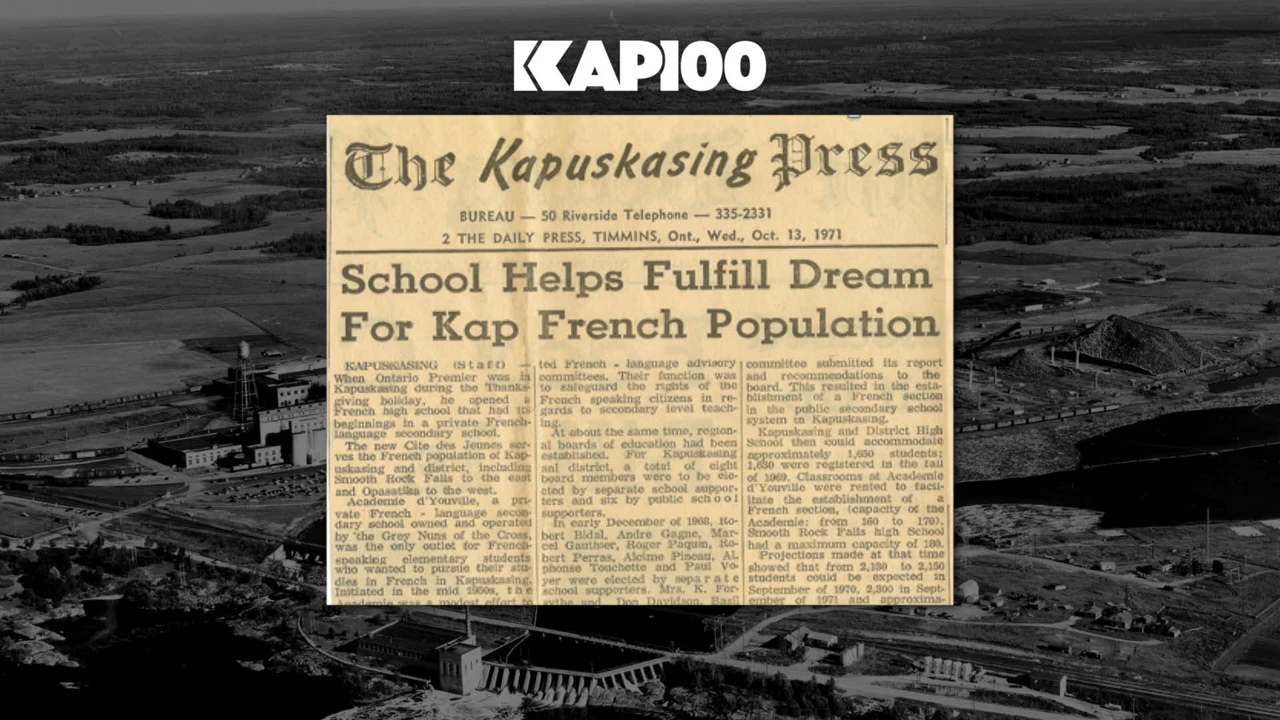 KAP100
The Kapuskasing Press
BUREAU — 50 Riverside Telephone — 335-2331
2 THE DAILY PRESS, TIMMINS, Ont., Wed., Oct. 13, 1971
School Helps Fulfill Dream
For Kap French Population
KAPUSKASING (Staff) —
When Ontario Premier was in
Kapuskasing during the Thanks-
giving holiday, he opened a
French high school that had its
beginnings in a private French-
language secondary school.
The new Cite des Jeunes ser-
ves the French population of Kap-
uskasing and district, including
Smooth Rock Falls to the east
and Opasatika to the west.
Academie d'Youville, a pri-
vate French - language secon-
dary school owned and operated
by 'the Grey Nuns of the Cross,
was the only outlet for French-
speaking elementary students
who wanted to pursue their stu-
dies in French in Kapuskasing.
Initiated in the mid 1950s, the
Academie was a modest effort to
ted French - language advisory
committees. Their function was
to safeguard the rights of the
French speaking citizens in re-
gards to secondary level teach-
ing.
At about the same time, region-
al boards of education had been
established. For Kapuskasing
and district, a total of eight
board members were to be ele-
cted by separate school suppor-
ters and six by public school
supporters.
In early December of 1968, Ro-
bert Bidal, Andre Gagne, Mar-
cel Gauthier, Roger Paquin, Ro-
bert Perras, Alcime Pineau, Al-
phonse Touchette and Paul Vo-
yer were elected by separate
school supporters. Mrs. K. For-
sythe and Don Davidson, Basil
committee submitted its report
and recommendations to the
board. This resulted in the esta-
blishment of a French section
in the public secondary school
system in Kapuskasing.
Kapuskasing and District High
School then could accommodate
approximately 1,650 students;
1,630 were registered in the fall
of 1969. Classrooms at Academie
d'Youville were rented to facil-
itate the establishment of a
French section, (capacity of the
Academie: from 160 to 170).
Smooth Rock Falls high School
had a maximum capacity of 180.
Projections made at that time
showed that from 2,130 to 2,150
students could be expected in
September of 1970, 2,300 in Sept-
ember of 1971 and approxima-